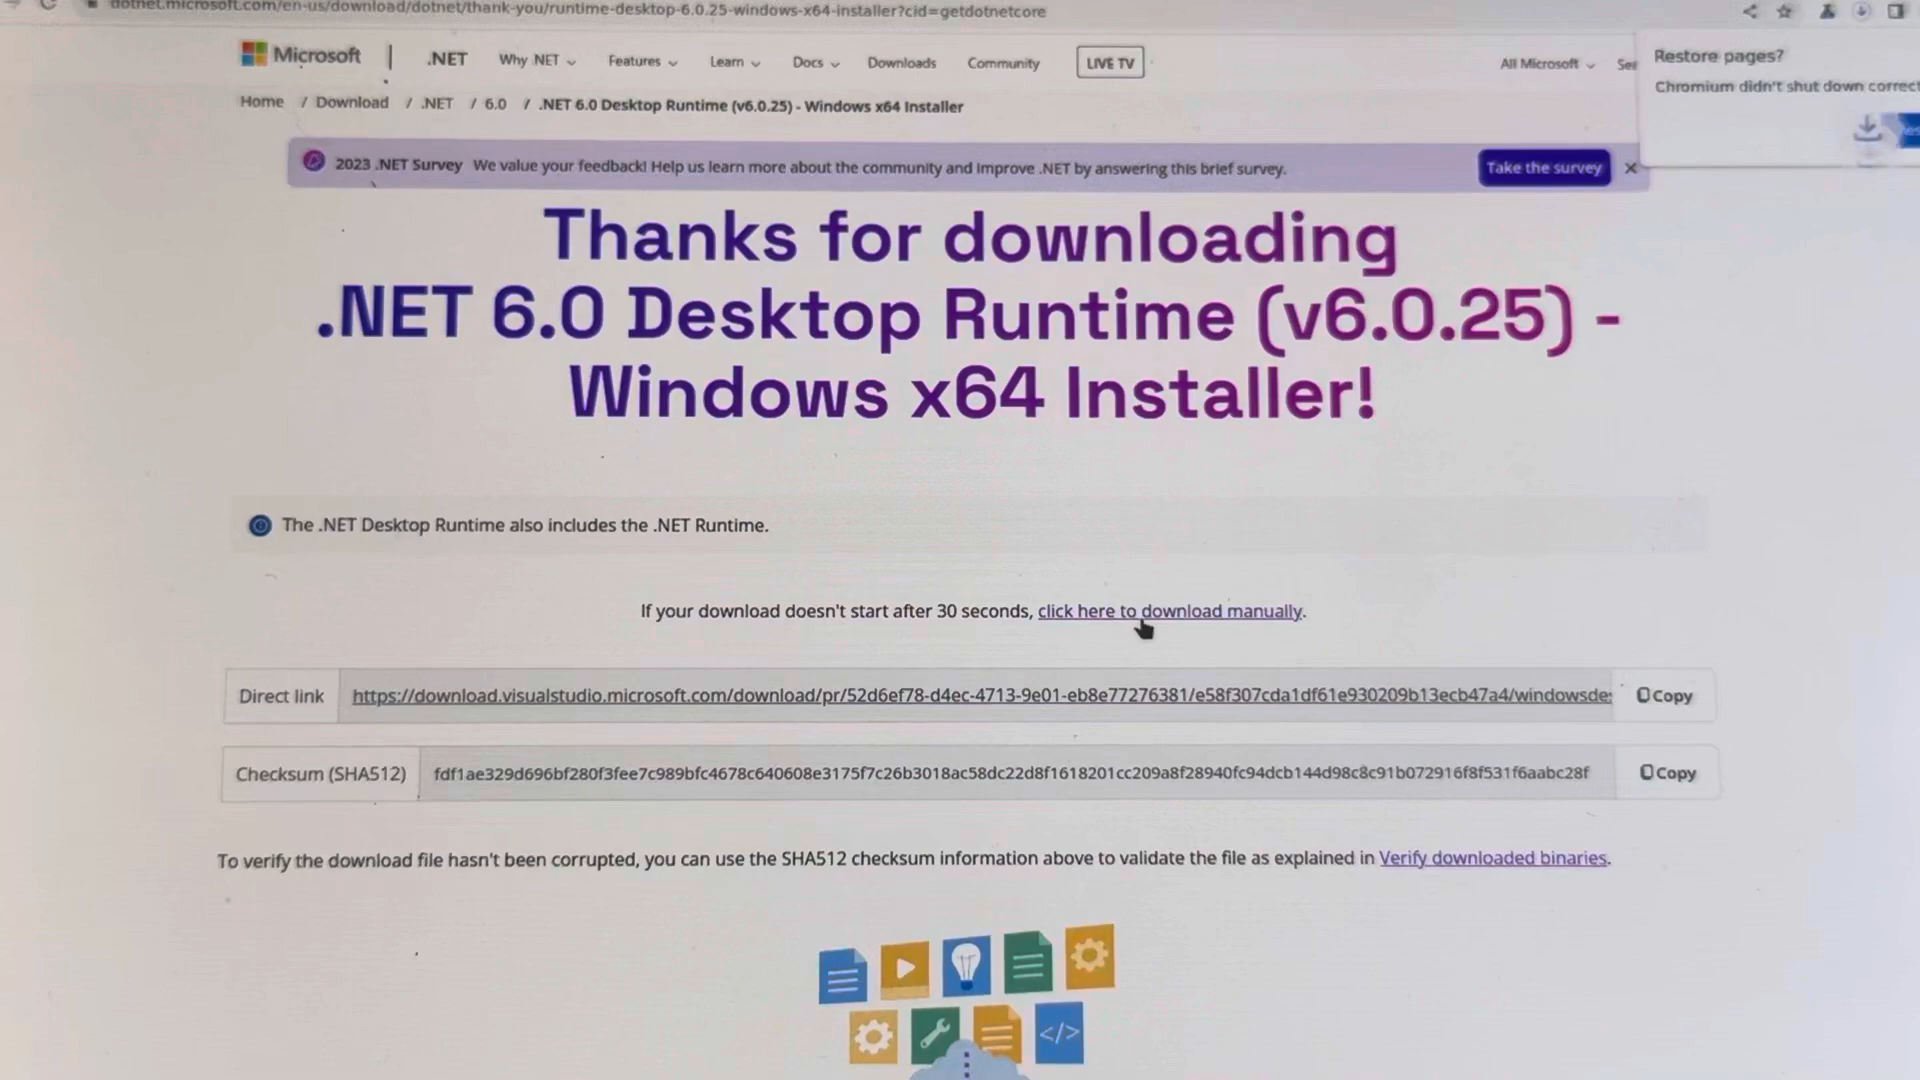 dotnet.microsoft.com/en-us/download/dotnet/thank-you/runtime-desktop-6.0.25-windows-x64-installer?cid=getdotnetcore
Microsoft | .NET Why .NET Features Learn Docs Downloads Community LIVE TV All Microsoft
Restore pages?
Chromium didn't shut down correct
Home / Download / .NET / 6.0 / .NET 6.0 Desktop Runtime (v6.0.25) - Windows x64 Installer
2023 .NET Survey We value your feedback! Help us learn more about the community and improve .NET by answering this brief survey. Take the survey
Thanks for downloading
.NET 6.0 Desktop Runtime (v6.0.25) -
Windows x64 Installer!
The .NET Desktop Runtime also includes the .NET Runtime.
If your download doesn't start after 30 seconds, click here to download manually.
Direct link https://download.visualstudio.microsoft.com/download/pr/52d6ef78-d4ec-4713-9e01-eb8e77276381/e58f307cda1df61e930209b13ecb47a4/windowsde Copy
Checksum (SHA512) fdf1ae329d696bf280f3fee7c989bfc4678c640608e3175f7c26b3018ac58dc22d8f1618201cc209a8f28940fc94dcb144d98c8c91b072916f8f531f6aabc28f Copy
To verify the download file hasn't been corrupted, you can use the SHA512 checksum information above to validate the file as explained in Verify downloaded binaries.